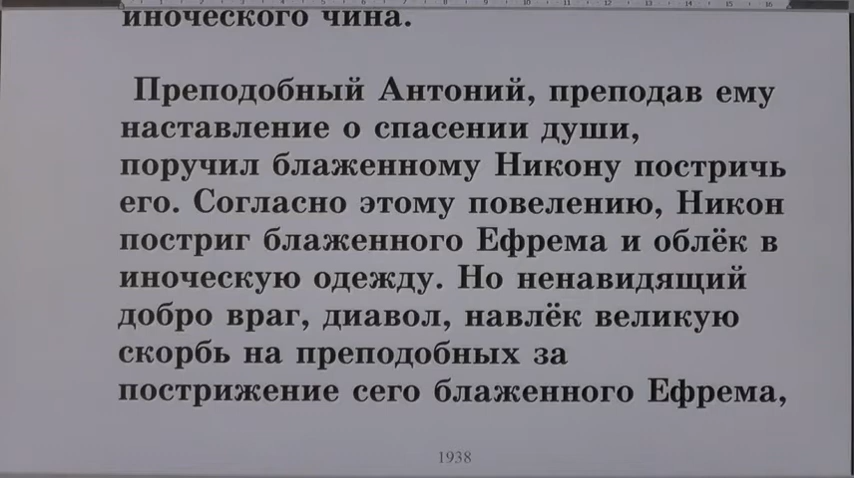 иноческого чина.
Преподобный Антоний, преподав ему
наставление о спасении души,
поручил блаженному Никону постричь
его. Согласно этому повелению, Никон
постриг блаженного Ефрема и облёк в
иноческую одежду. Но ненавидящий
добро враг, диавол, навлёк великую
скорбь на преподобных за
пострижение сего блаженного Ефрема,
1938